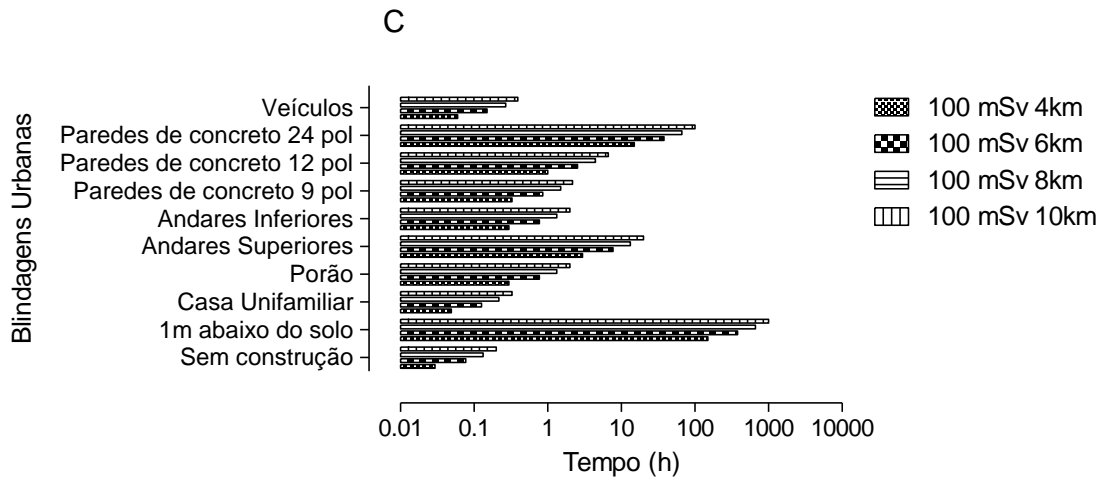 C
Blindagens Urbanas
Veículos
Paredes de concreto 24 pol
Paredes de concreto 12 pol
Paredes de concreto 9 pol
Andares Inferiores
Andares Superiores
Porão
Casa Unifamiliar
1m abaixo do solo
Sem construção
0.01 0.1 1 10 100 1000 10000
Tempo (h)
100 mSv 4km
100 mSv 6km
100 mSv 8km
100 mSv 10km